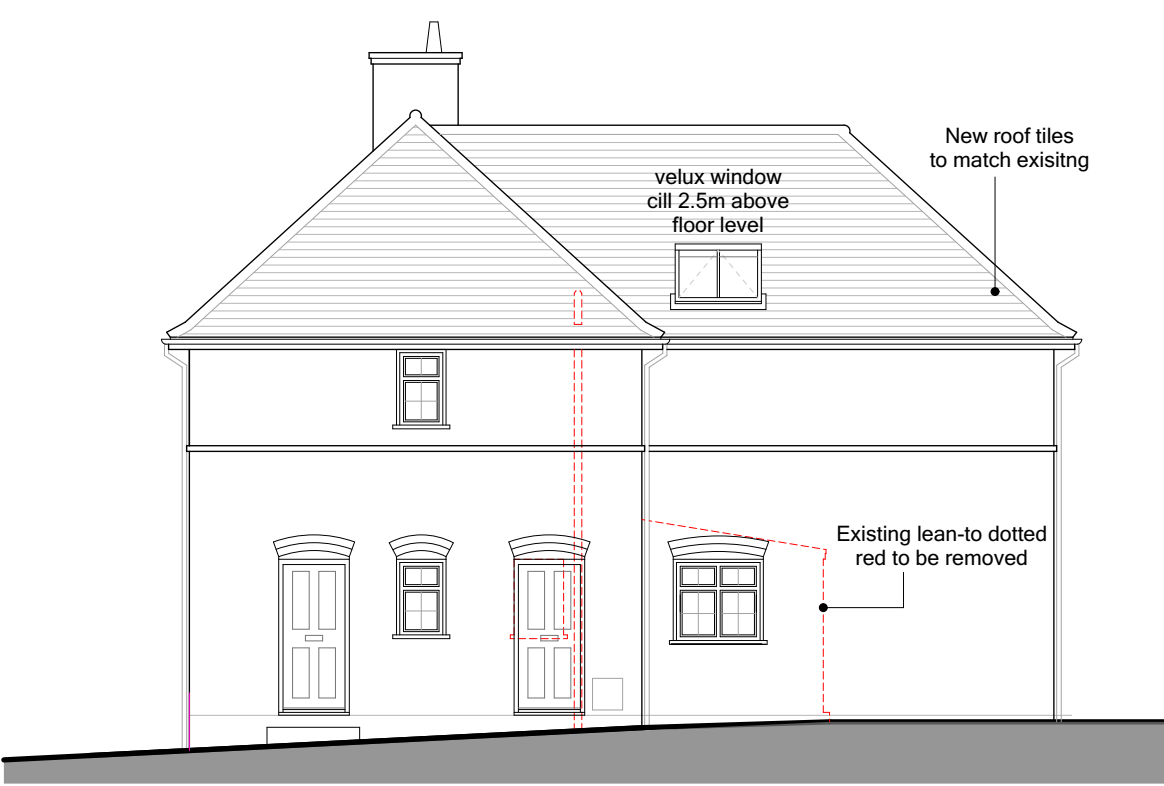 New roof tiles
to match exisitng
velux window
cill 2.5m above
floor level
Existing lean-to dotted
red to be removed